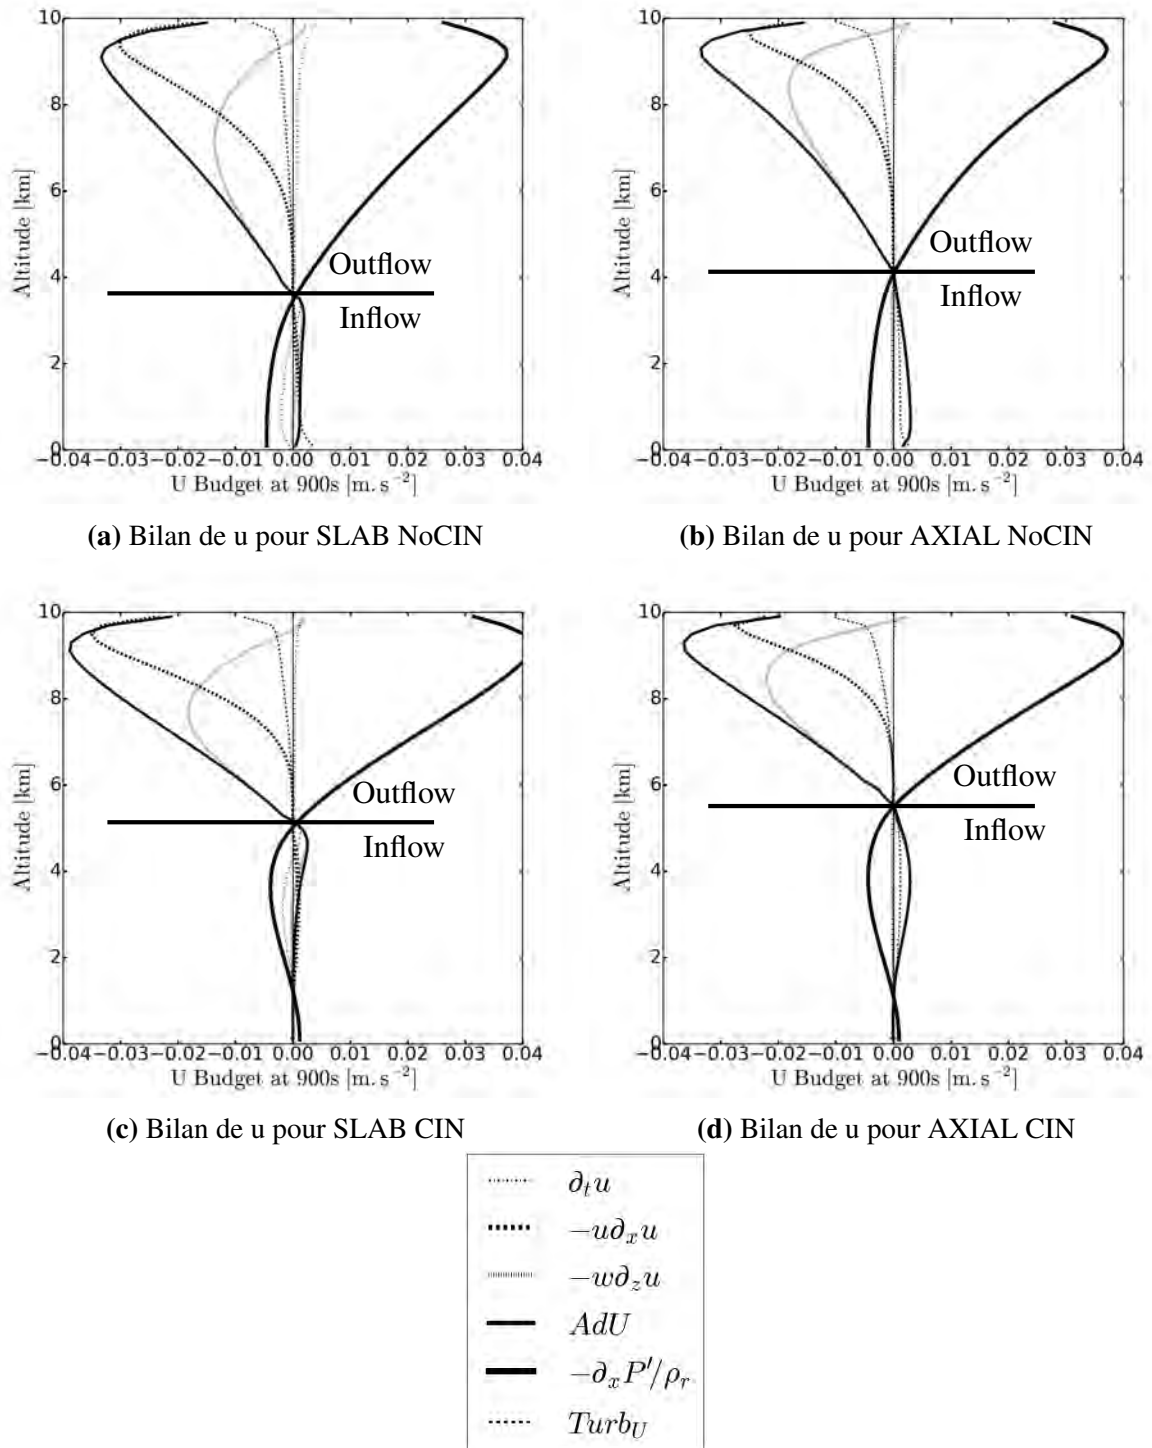 10
8
6
4
2
0
Altitude [km]
Outflow
Inflow
−0.04 −0.03 −0.02 −0.01 0.00 0.01 0.02 0.03 0.04
U Budget at 900s [m.s⁻²]
(a) Bilan de u pour SLAB NoCIN
10
8
6
4
2
0
Altitude [km]
Outflow
Inflow
−0.04 −0.03 −0.02 −0.01 0.00 0.01 0.02 0.03 0.04
U Budget at 900s [m.s⁻²]
(b) Bilan de u pour AXIAL NoCIN
10
8
6
4
2
0
Altitude [km]
Outflow
Inflow
−0.04 −0.03 −0.02 −0.01 0.00 0.01 0.02 0.03 0.04
U Budget at 900s [m.s⁻²]
(c) Bilan de u pour SLAB CIN
10
8
6
4
2
0
Altitude [km]
Outflow
Inflow
−0.04 −0.03 −0.02 −0.01 0.00 0.01 0.02 0.03 0.04
U Budget at 900s [m.s⁻²]
(d) Bilan de u pour AXIAL CIN
∂ₜu
−u∂ₓu
−w∂_zu
AdU
−∂ₓP′/ρᵣ
Turb_U